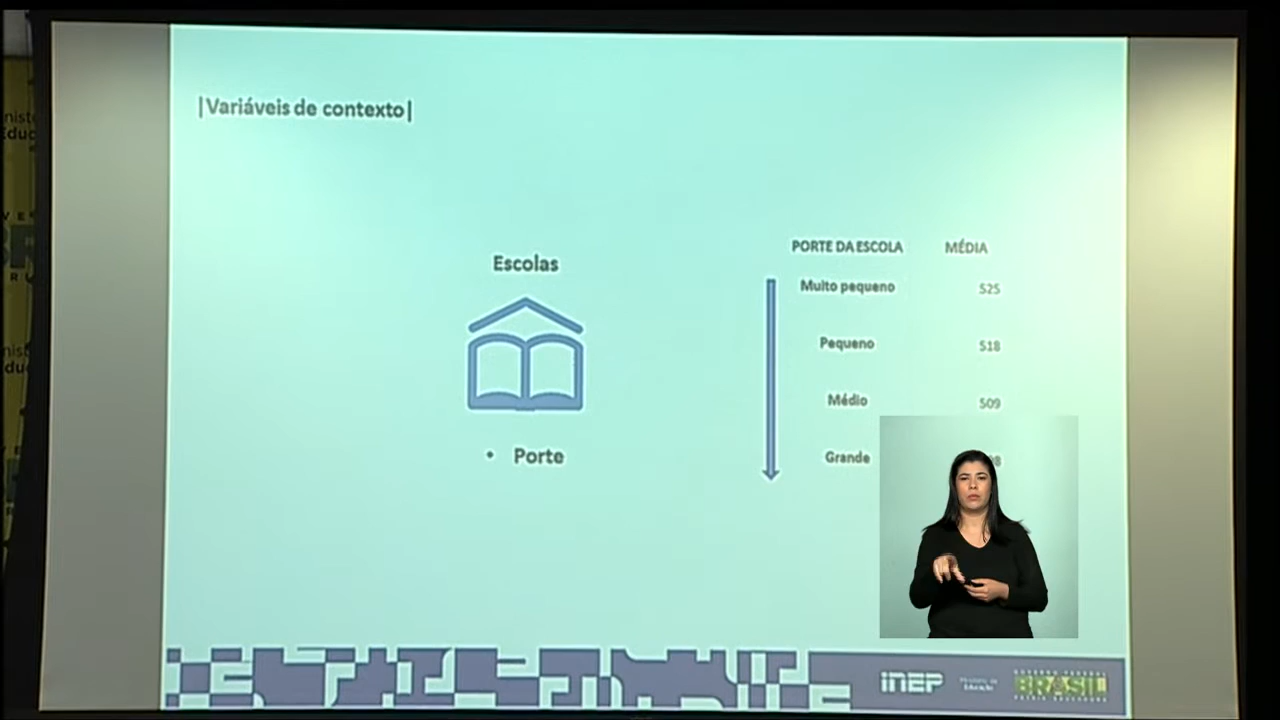 |Variáveis de contexto|
Escolas
• Porte
PORTE DA ESCOLA MÉDIA
Muito pequeno 525
Pequeno 518
Médio 509
Grande
INEP
BRASIL